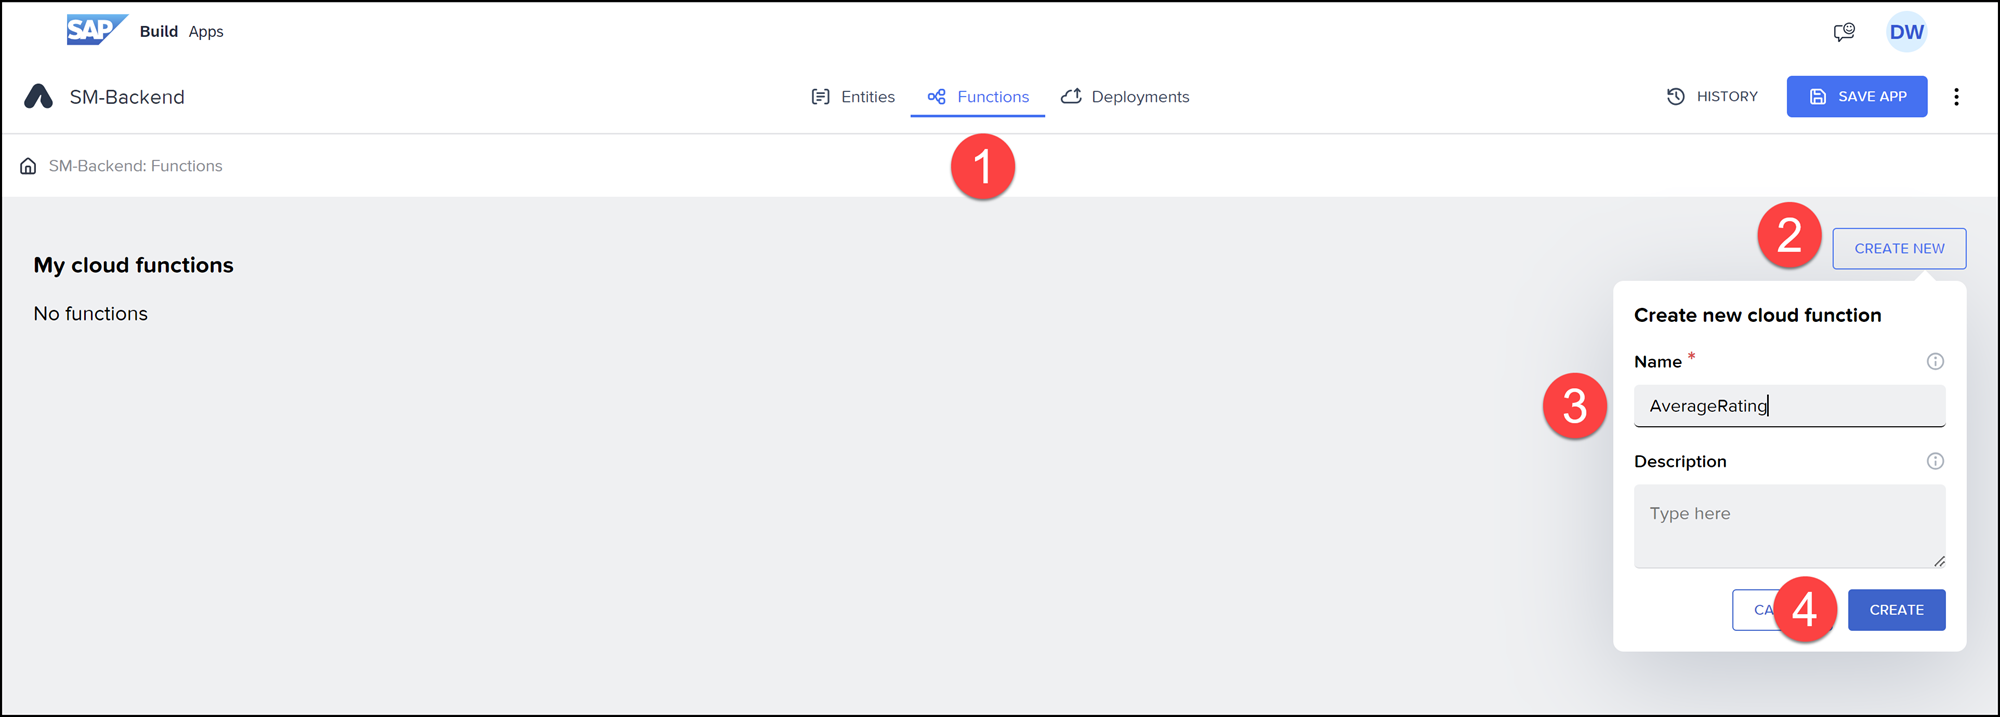 SAP Build Apps
DW
SM-Backend
Entities
Functions
Deployments
HISTORY
SAVE APP
SM-Backend: Functions
1
2
CREATE NEW
My cloud functions
No functions
Create new cloud function
Name *
3
AverageRating
Description
Type here
CA
4
CREATE